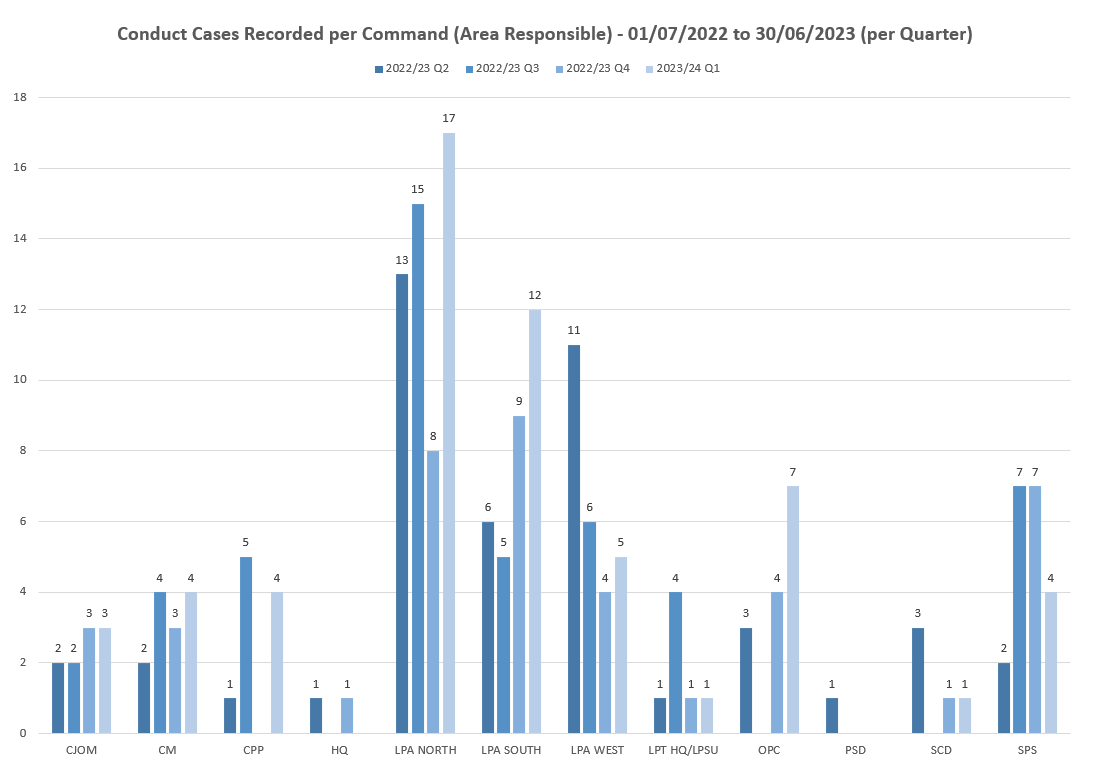 Conduct Cases Recorded per Command (Area Responsible) - 01/07/2022 to 30/06/2023 (per Quarter)
2022/23 Q2 2022/23 Q3 2022/23 Q4 2023/24 Q1
18
16
14
12
10
8
6
4
2
0
2 2 3 3
2 4 3 4
1 5 4
1 1
13 15 8 17
6 5 9 12
11 6 4 5
1 4 1 1
3 4 7
1
3 1 1
2 7 7 4
CJOM CM CPP HQ LPA NORTH LPA SOUTH LPA WEST LPT HQ/LPSU OPC PSD SCD SPS